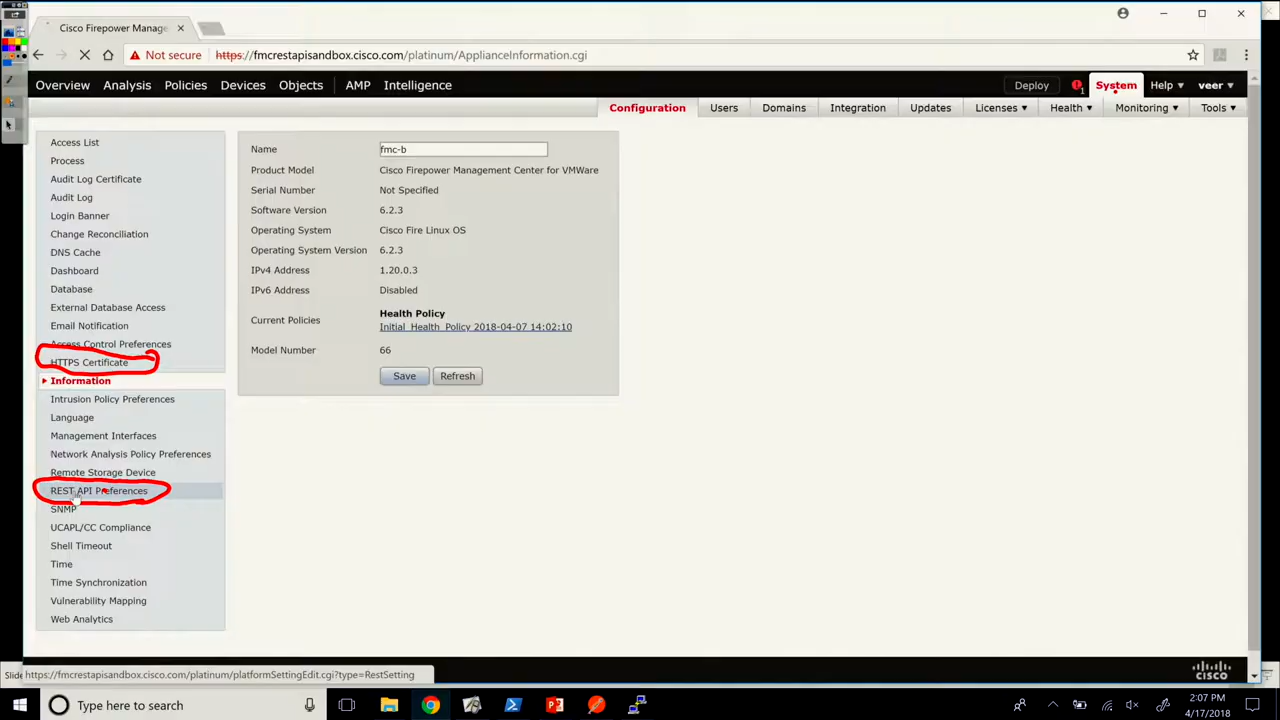 Cisco Firepower Manage
Not secure https://fmcrestapisandbox.cisco.com/platinum/ApplianceInformation.cgi
Overview Analysis Policies Devices Objects AMP Intelligence Deploy 1 System Help veer
Configuration Users Domains Integration Updates Licenses Health Monitoring Tools
Access List
Process
Audit Log Certificate
Audit Log
Login Banner
Change Reconciliation
DNS Cache
Dashboard
Database
External Database Access
Email Notification
Access Control Preferences
HTTPS Certificate
Information
Intrusion Policy Preferences
Language
Management Interfaces
Network Analysis Policy Preferences
Remote Storage Device
REST API Preferences
SNMP
UCAPL/CC Compliance
Shell Timeout
Time
Time Synchronization
Vulnerability Mapping
Web Analytics
Name fmc-b
Product Model Cisco Firepower Management Center for VMWare
Serial Number Not Specified
Software Version 6.2.3
Operating System Cisco Fire Linux OS
Operating System Version 6.2.3
IPv4 Address 1.20.0.3
IPv6 Address Disabled
Health Policy
Current Policies Initial_Health_Policy 2018-04-07 14:02:10
Model Number 66
Save Refresh
Slide https://fmcrestapisandbox.cisco.com/platinum/platformSettingEdit.cgi?type=RestSetting
cisco
Type here to search
2:07 PM
4/17/2018